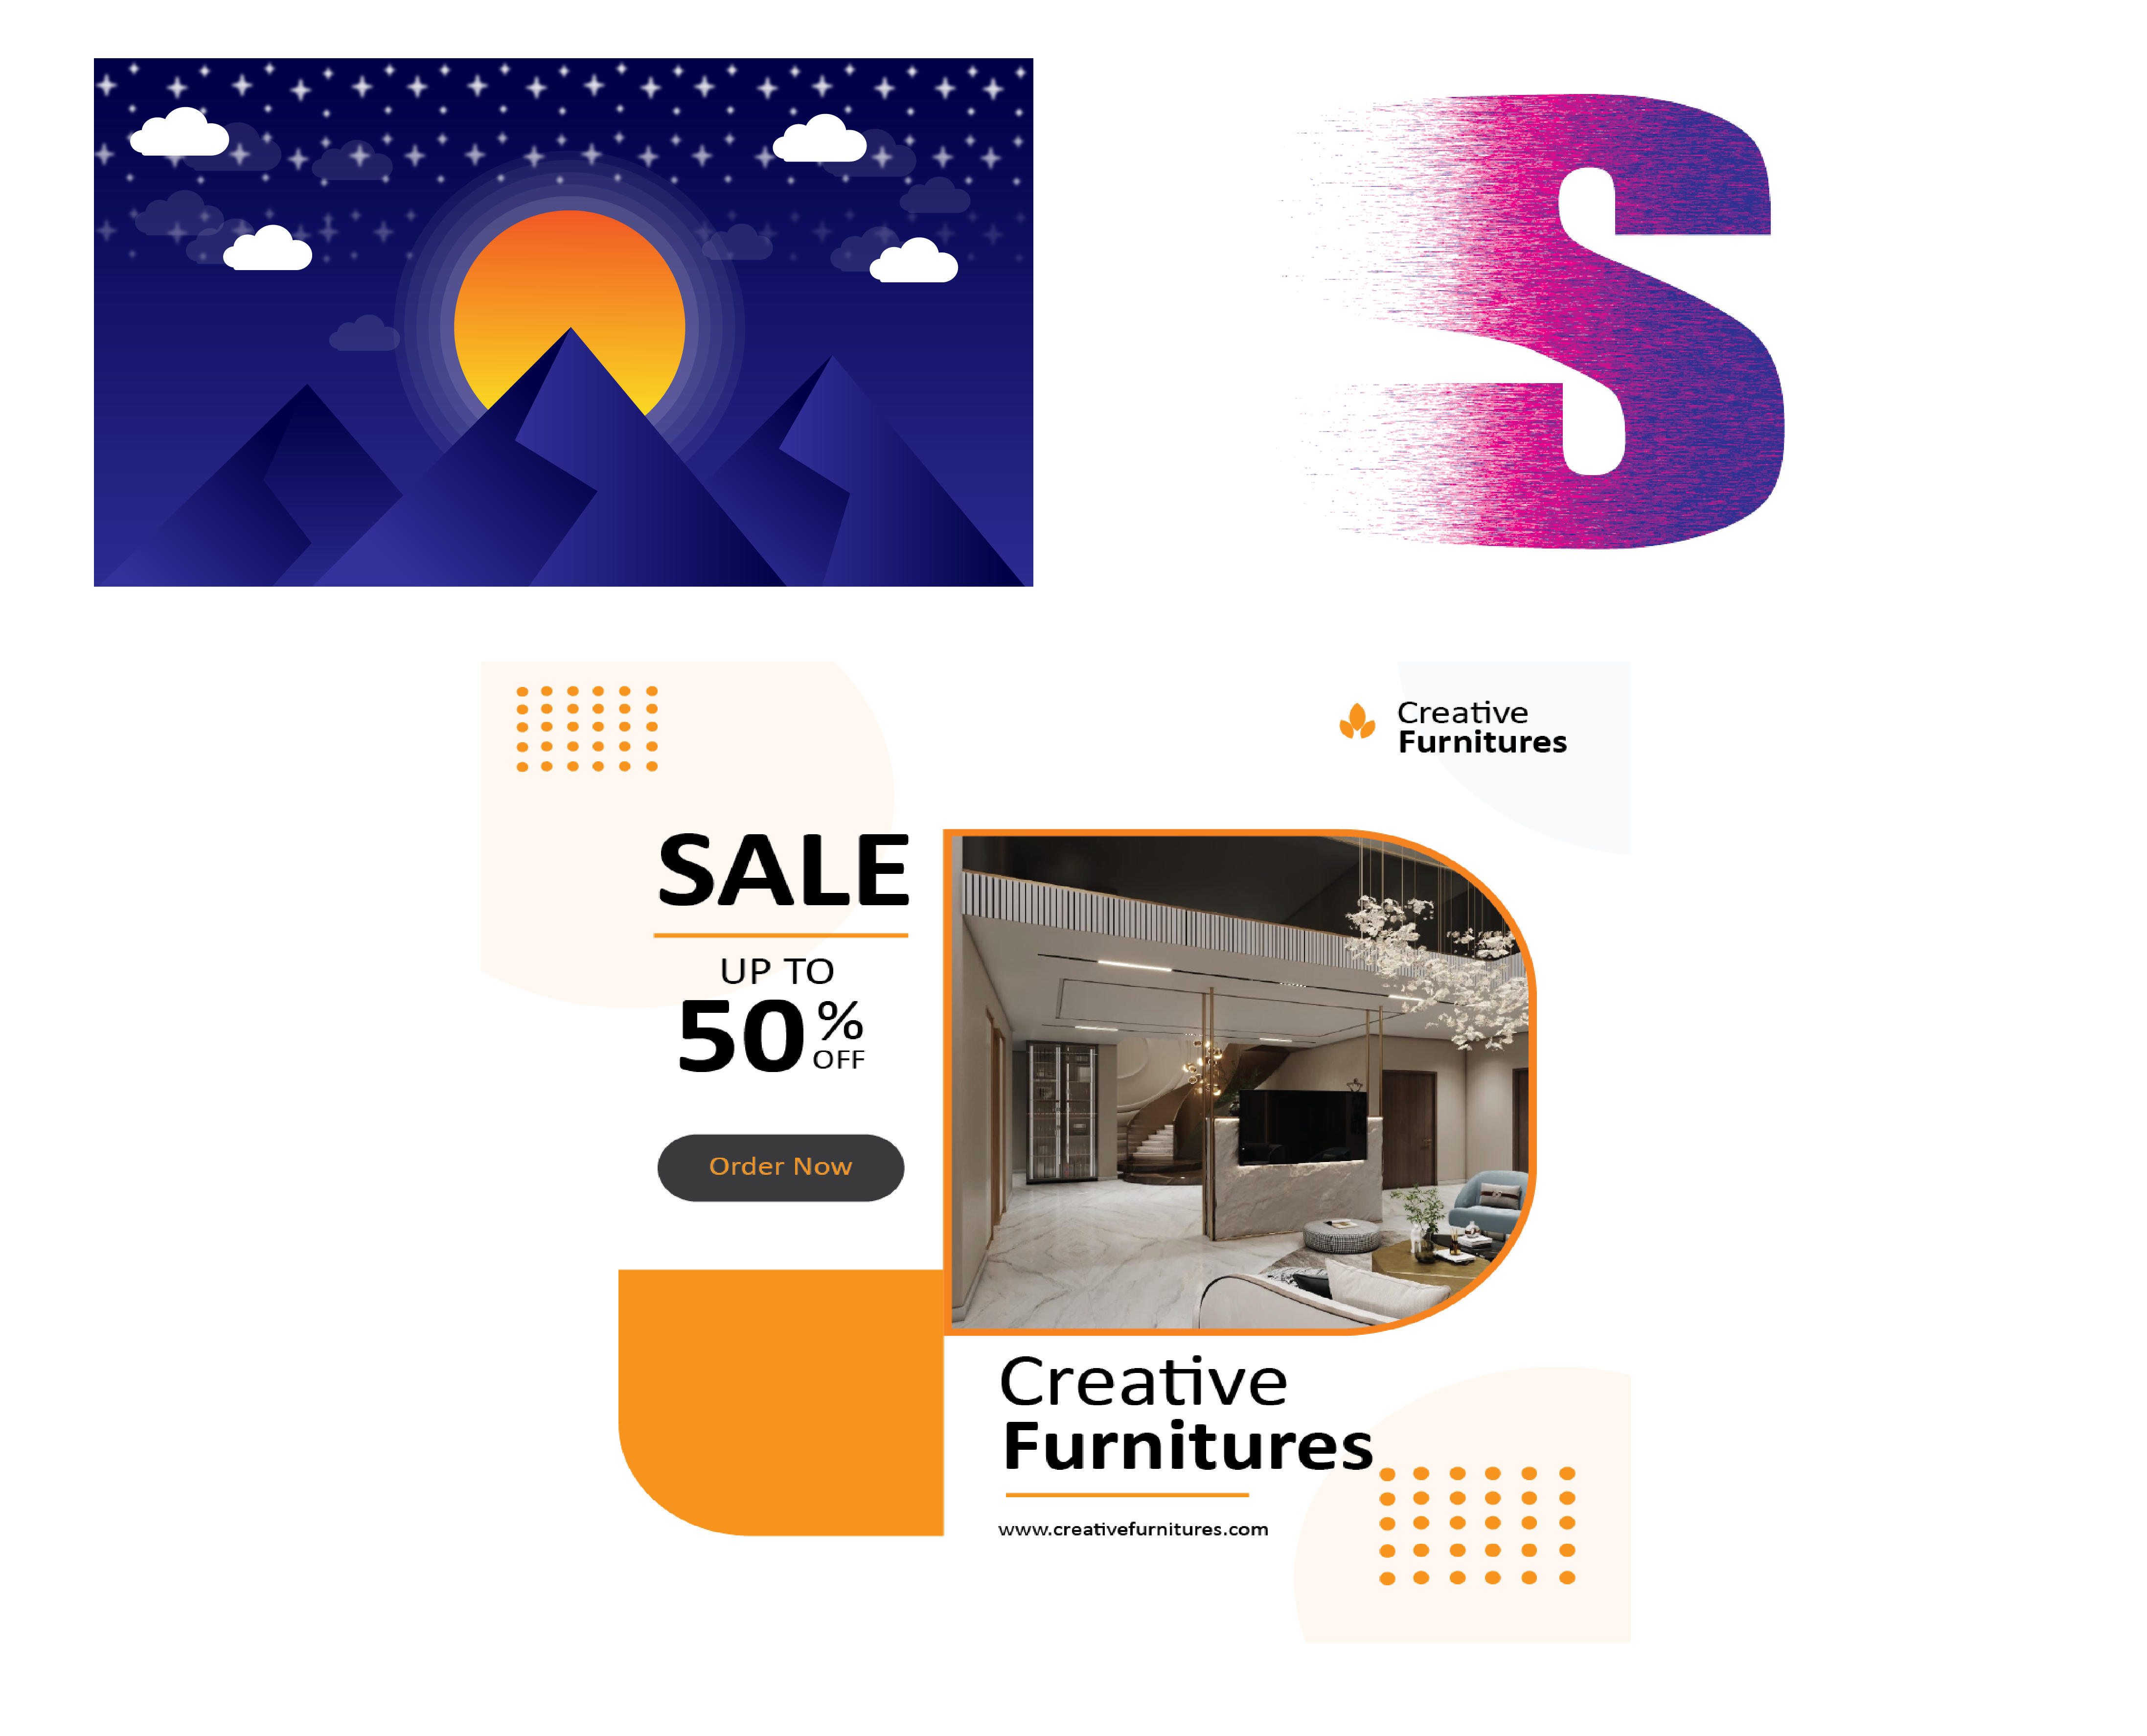 S
Creative
Furnitures
SALE
UP TO
50%
OFF
Order Now
Creative
Furnitures
www.creativefurnitures.com